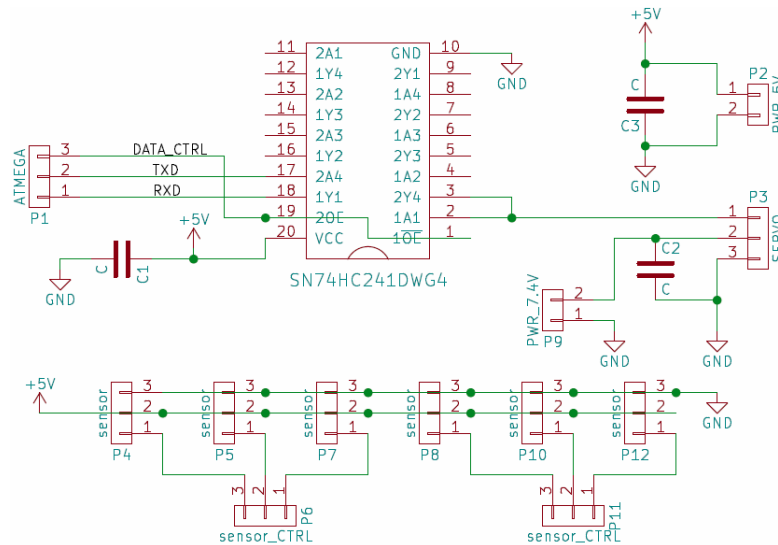 +5V
11 2A1 GND 10
12 1Y4 2Y1 9
13 2A2 1A4 8
14 1Y3 2Y2 7
15 2A3 1A3 6
16 1Y2 2Y3 5
17 2A4 1A2 4
18 1Y1 2Y4 3
19 2OE 1A1 2
20 VCC 1OE 1
SN74HC241DWG4
GND
ATMEGA
3 DATA_CTRL
2 TXD
1 RXD
P1
+5V
C C1
GND
C
C3
GND
P2
1
2
PWR_5V
P3
1
2
3
SERVO
C2
C
GND
PWR_7.4V
2
1
P9
GND
+5V
sensor 3 2 1 P4
sensor 3 2 1 P5
sensor 3 2 1 P7
sensor 3 2 1 P8
sensor 3 2 1 P10
sensor 3 2 1 P12
GND
3 2 1 P6
sensor_CTRL
3 2 1 P11
sensor_CTRL